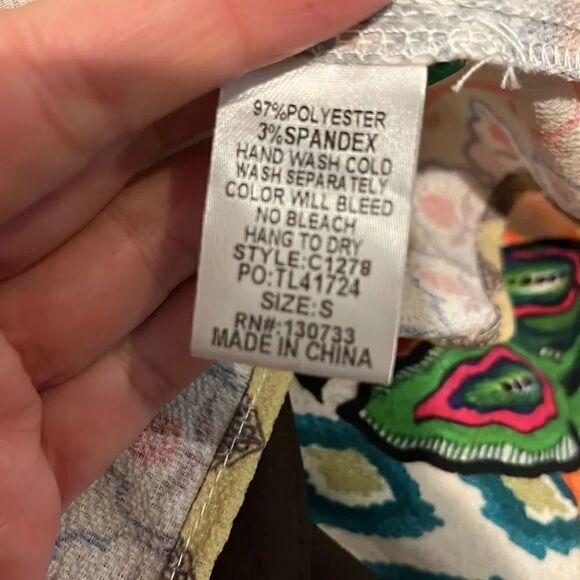 97%POLYESTER
3%SPANDEX
HAND WASH COLD
WASH SEPARATELY
COLOR WILL BLEED
NO BLEACH
HANG TO DRY
STYLE:C1278
PO:TL41724
SIZE:S
RN#:130733
MADE IN CHINA